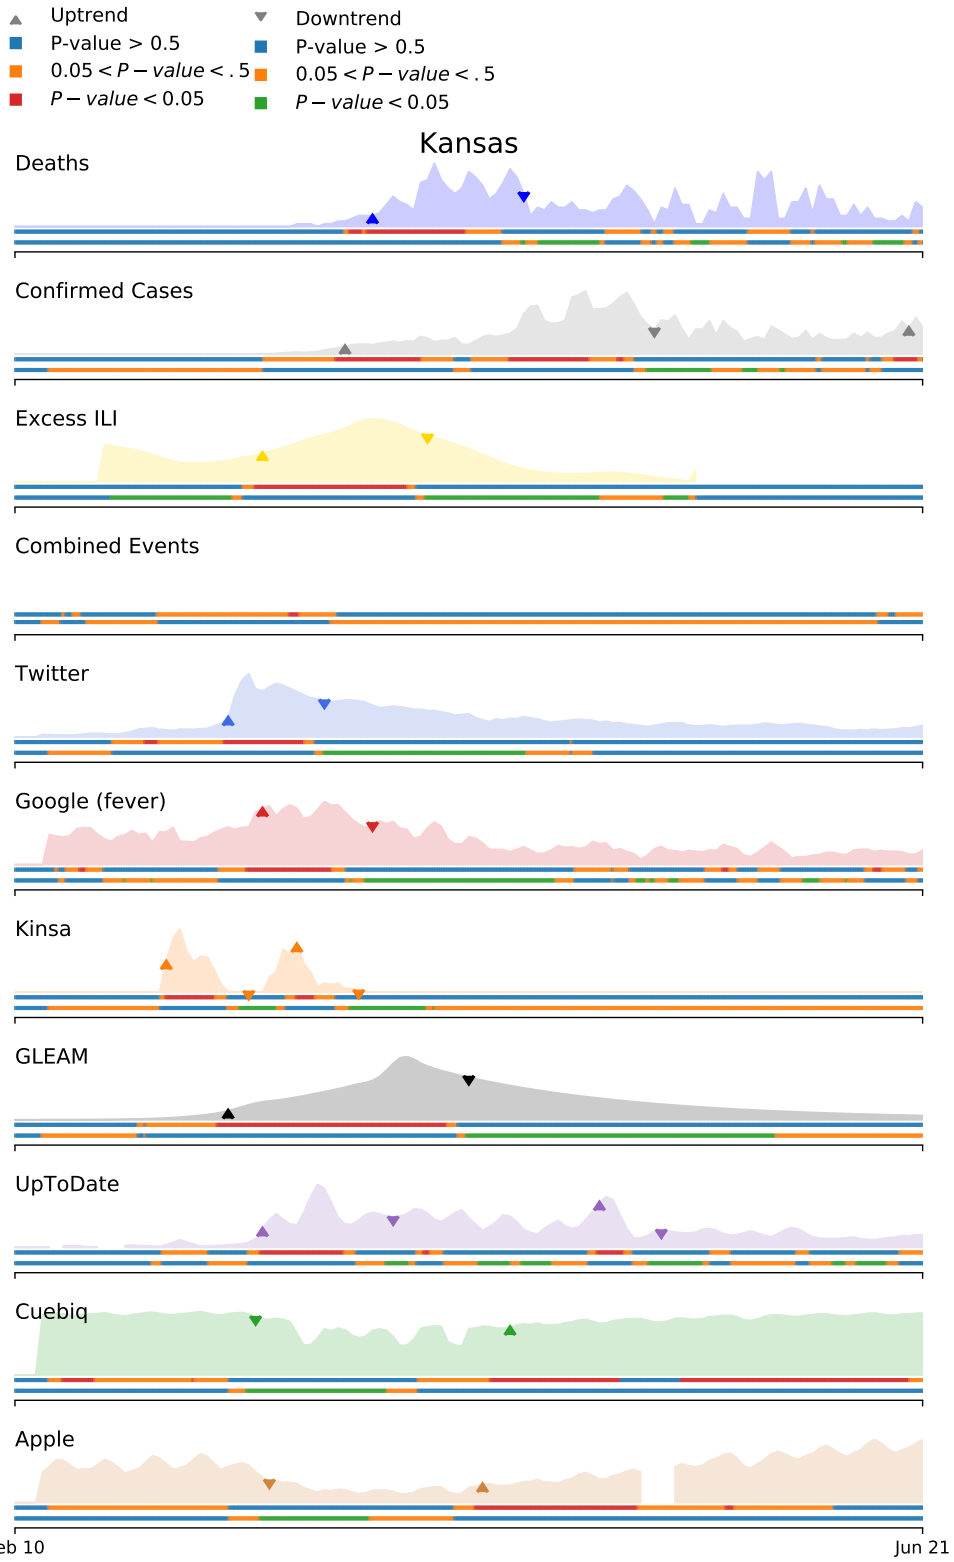 Uptrend
P-value > 0.5
0.05 < P − value < .5
P − value < 0.05
Downtrend
P-value > 0.5
0.05 < P − value < .5
P − value < 0.05
Kansas
Deaths
Confirmed Cases
Excess ILI
Combined Events
Twitter
Google (fever)
Kinsa
GLEAM
UpToDate
Cuebiq
Apple
eb 10
Jun 21